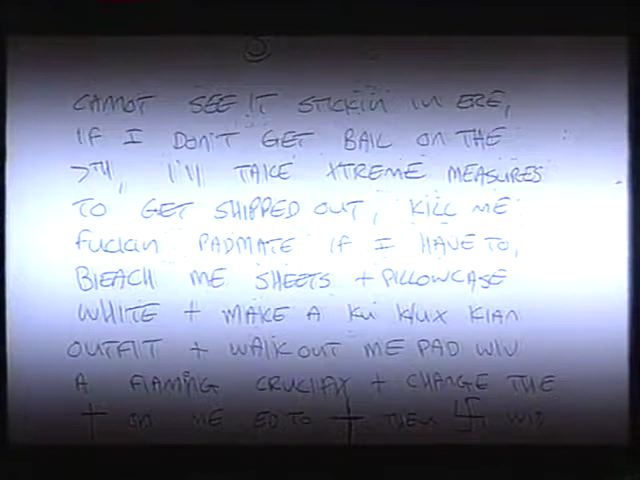 CANNOT SEE IT STICKIN IN ERE,
IF I DON'T GET BAIL ON THE
7TH, I'll TAKE XTREME MEASURES
TO GET SHIPPED OUT, KILL ME
FUCKIN PADMATE IF I HAVE TO,
BLEACH ME SHEETS + PILLOWCASE
WHITE + MAKE A KU KLUX KLAN
OUTFIT + WALK OUT ME PAD WIV
A FLAMING CRUCIFIX + CHANGE THE
+ ON ME ED TO + THEM 卐